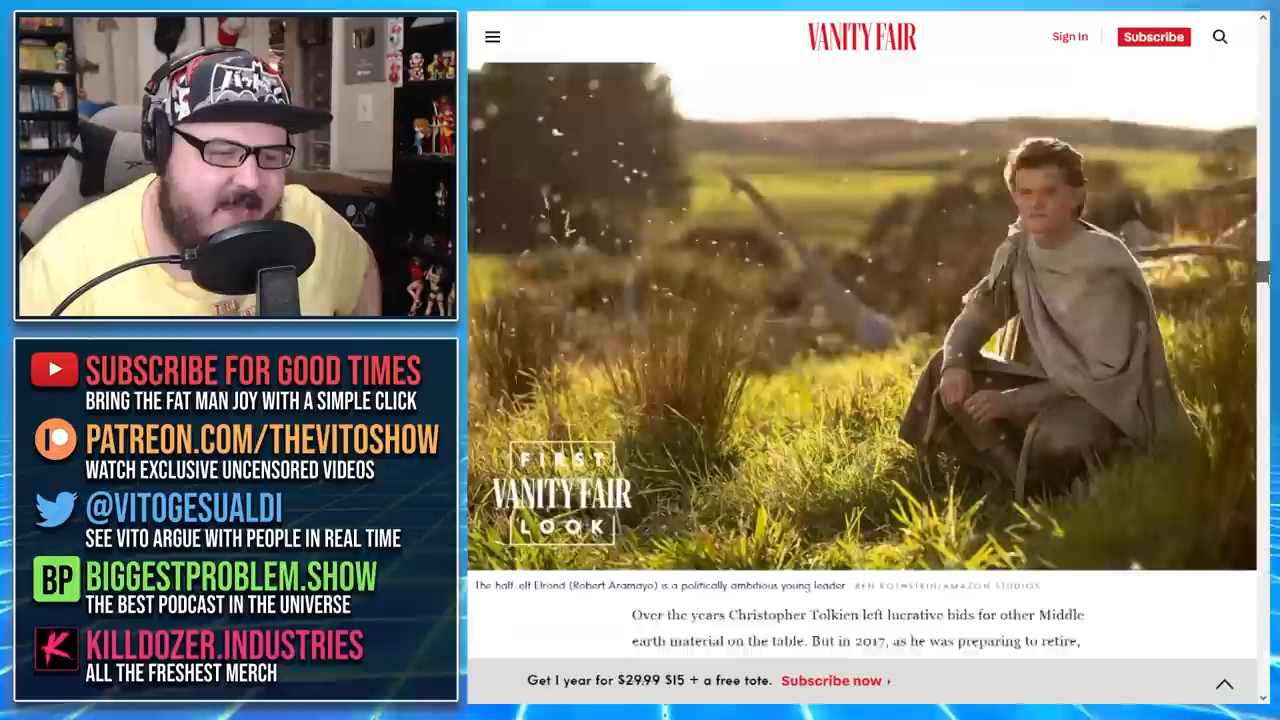 SUBSCRIBE FOR GOOD TIMES
BRING THE FAT MAN JOY WITH A SIMPLE CLICK
PATREON.COM/THEVITOSHOW
WATCH EXCLUSIVE UNCENSORED VIDEOS
@VITOGESUALDI
SEE VITO ARGUE WITH PEOPLE IN REAL TIME
BP
BIGGESTPROBLEM.SHOW
THE BEST PODCAST IN THE UNIVERSE
K
KILLDOZER.INDUSTRIES
ALL THE FRESHEST MERCH
VANITY FAIR
Sign In
Subscribe
FIRST
VANITY FAIR
LOOK
The half-elf Elrond (Robert Aramayo) is a politically ambitious young leader. BEN ROTHSTEIN/AMAZON STUDIOS
Over the years Christopher Tolkien left lucrative bids for other Middle
earth material on the table. But in 2017, as he was preparing to retire,
Get 1 year for $29.99 $15 + a free tote. Subscribe now ›